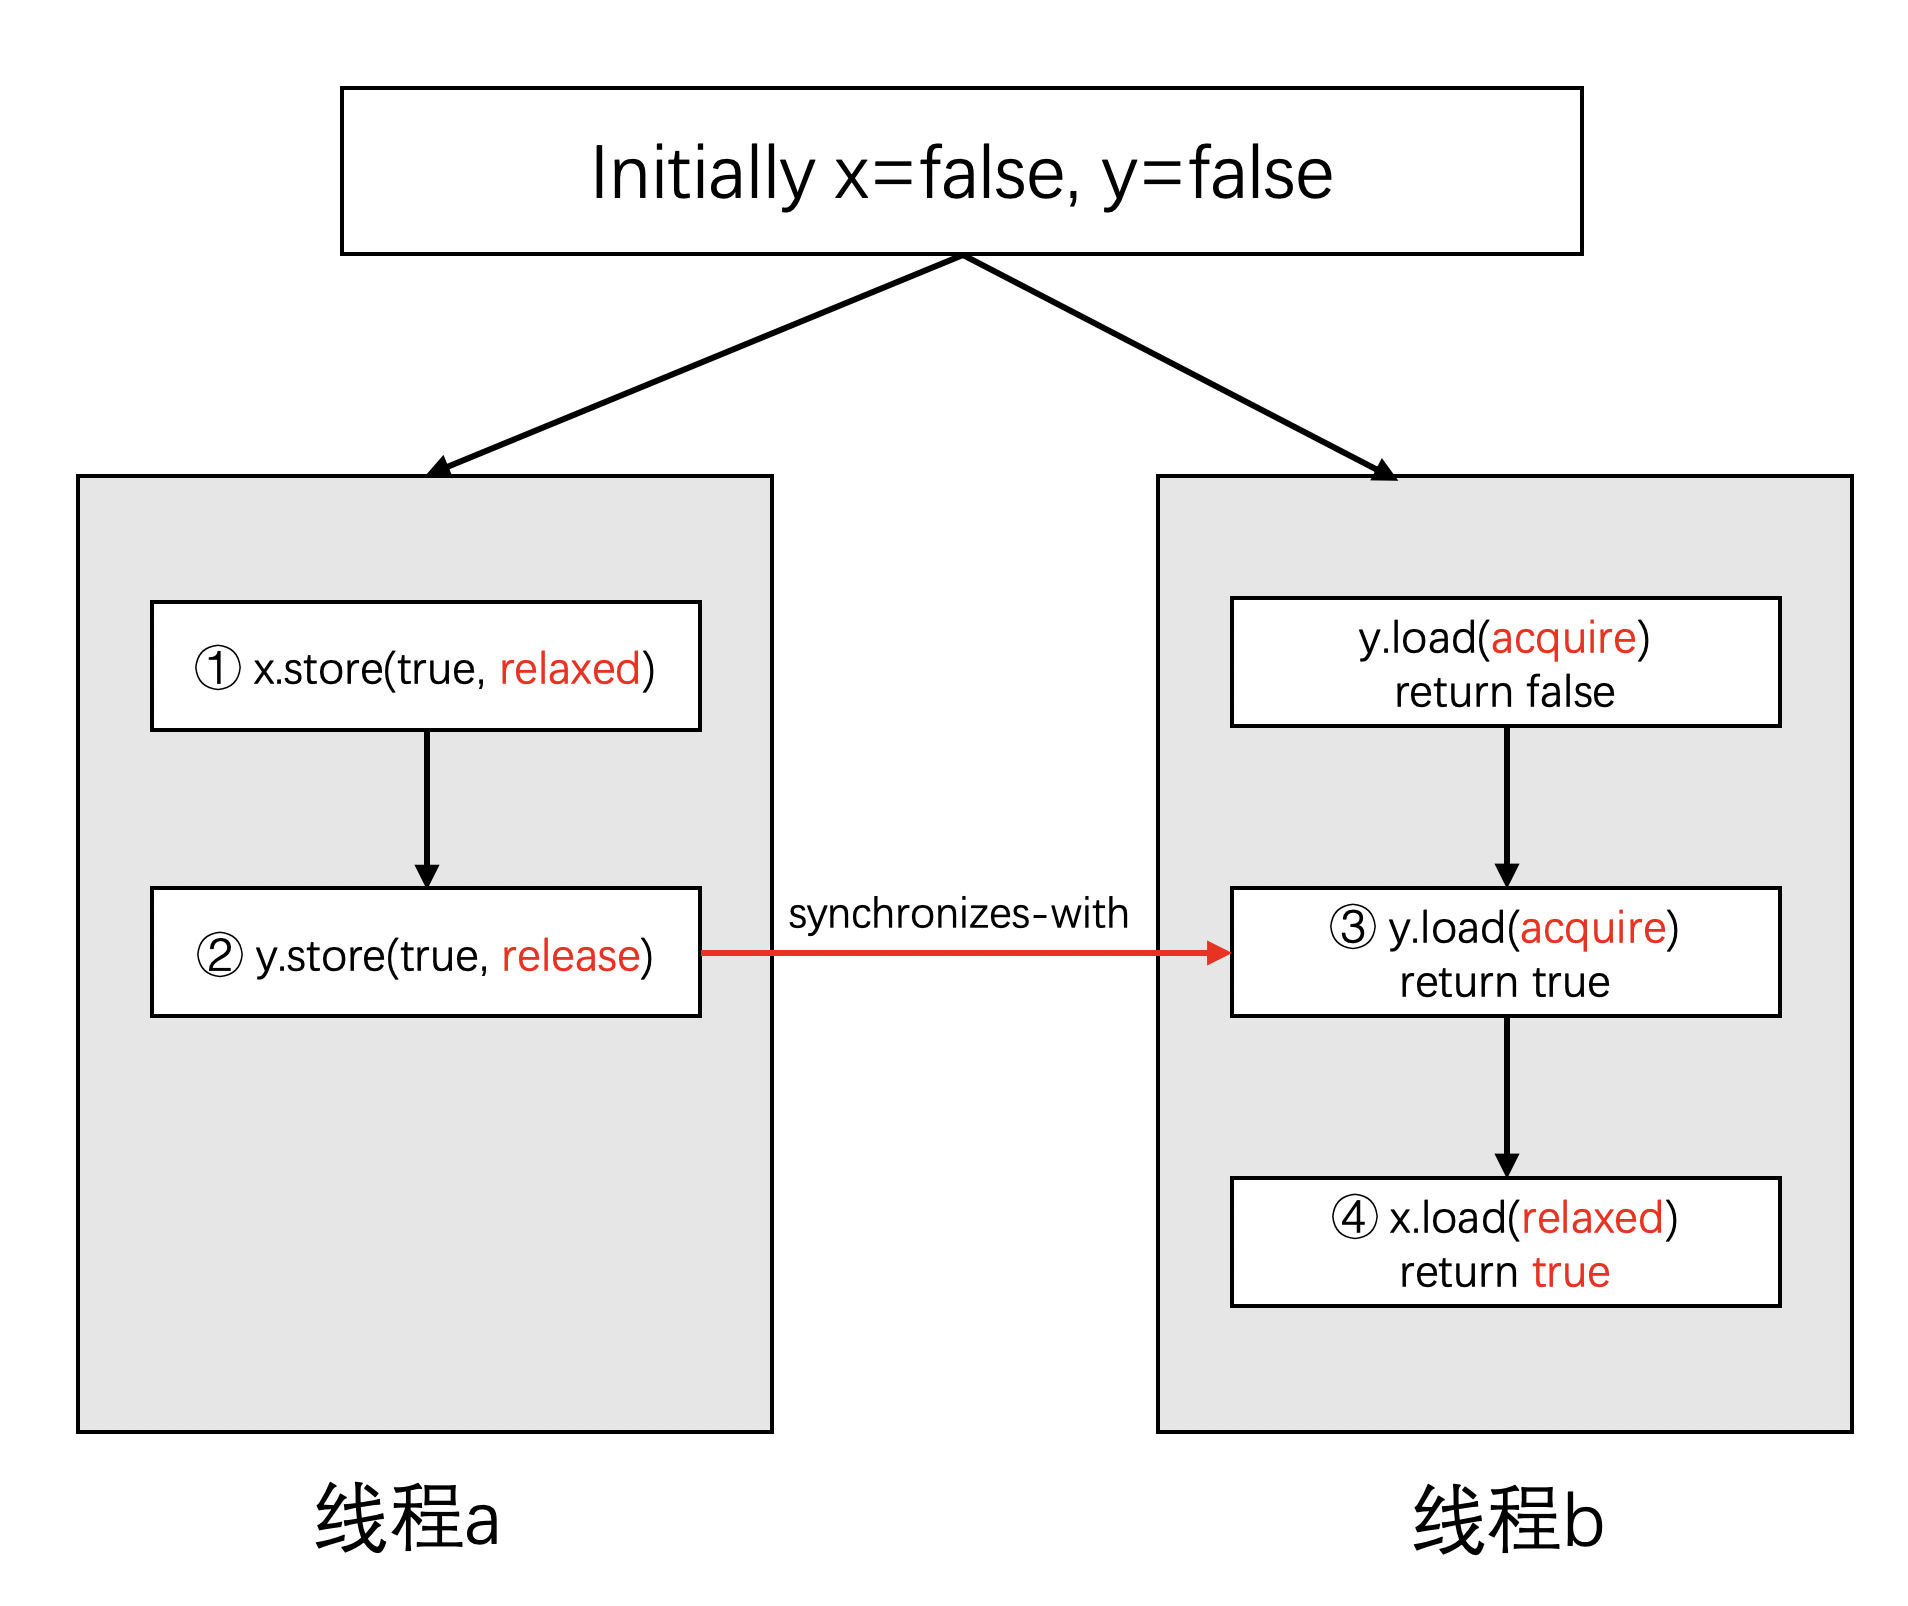 Initially x=false, y=false
① x.store(true, relaxed)
② y.store(true, release)
synchronizes-with
y.load(acquire)
return false
③ y.load(acquire)
return true
④ x.load(relaxed)
return true
线程a
线程b